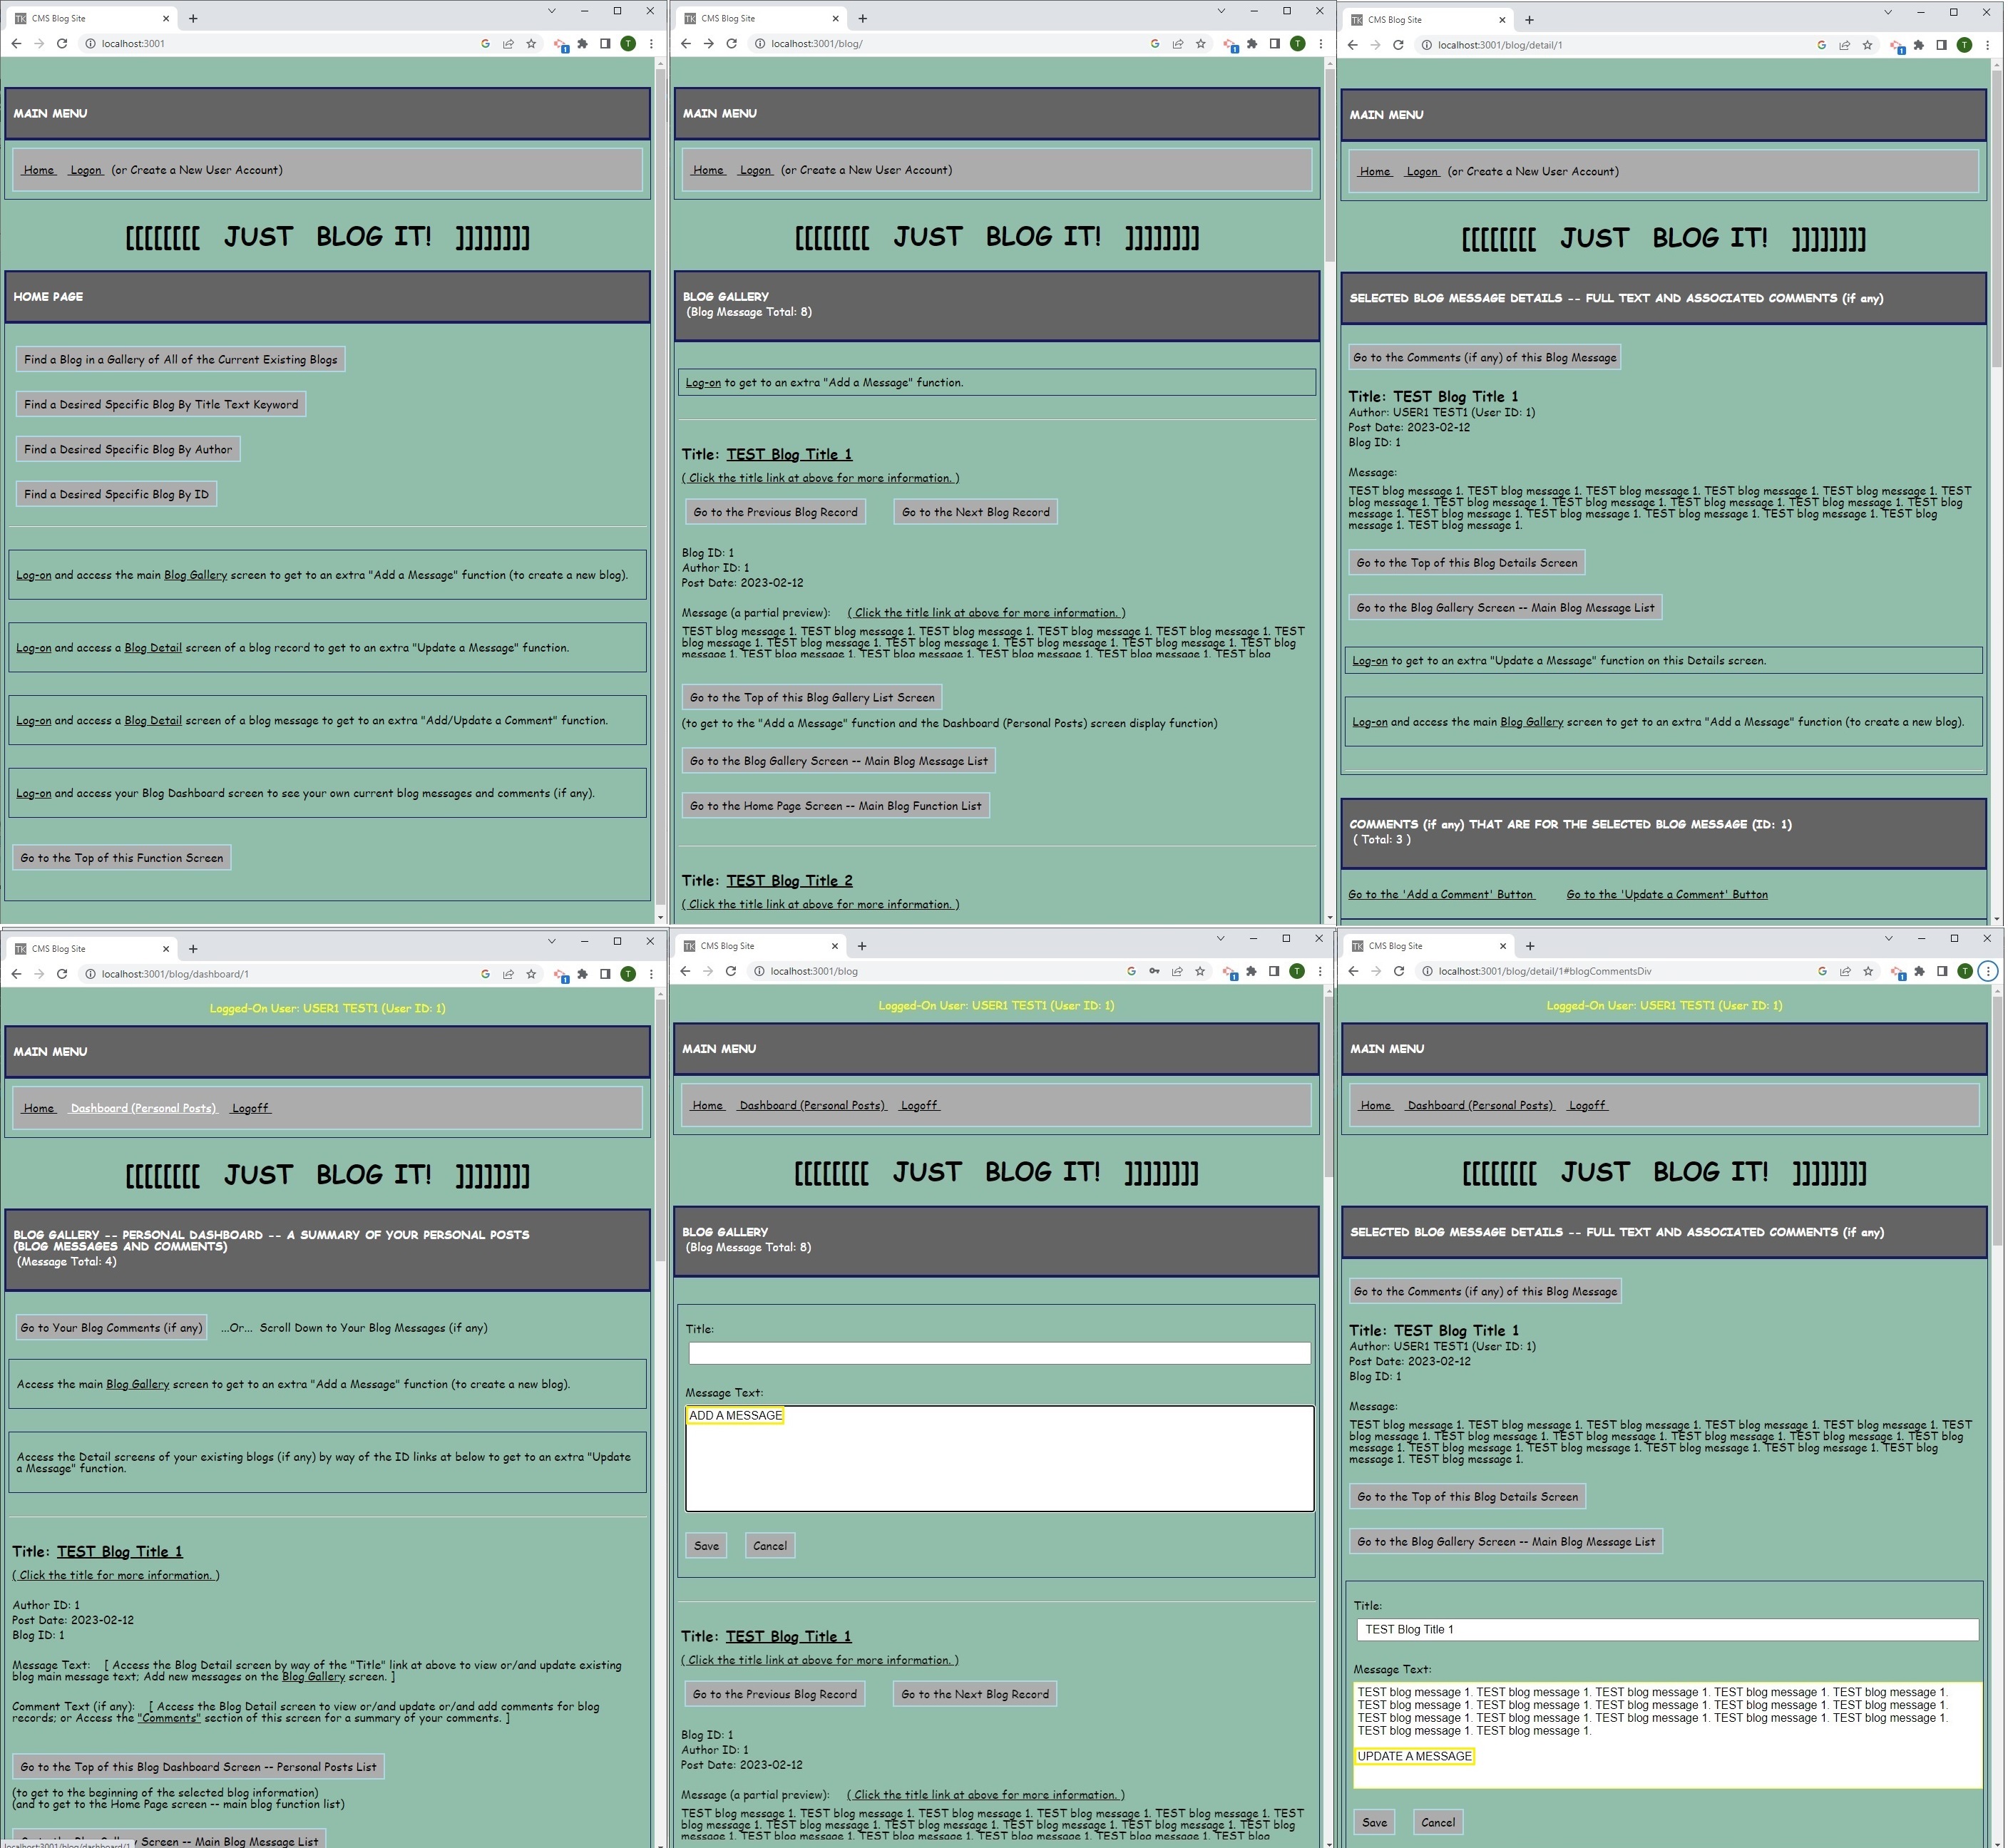 CMS Blog Site
localhost:3001
MAIN MENU
Home Logon (or Create a New User Account)
[[[[[[[[ JUST BLOG IT! ]]]]]]]]
HOME PAGE
Find a Blog in a Gallery of All of the Current Existing Blogs
Find a Desired Specific Blog By Title Text Keyword
Find a Desired Specific Blog By Author
Find a Desired Specific Blog By ID
Log-on and access the main Blog Gallery screen to get to an extra "Add a Message" function (to create a new blog).
Log-on and access a Blog Detail screen of a blog record to get to an extra "Update a Message" function.
Log-on and access a Blog Detail screen of a blog message to get to an extra "Add/Update a Comment" function.
Log-on and access your Blog Dashboard screen to see your own current blog messages and comments (if any).
Go to the Top of this Function Screen
CMS Blog Site
localhost:3001/blog/
MAIN MENU
Home Logon (or Create a New User Account)
[[[[[[[[ JUST BLOG IT! ]]]]]]]]
BLOG GALLERY
(Blog Message Total: 8)
Log-on to get to an extra "Add a Message" function.
Title: TEST Blog Title 1
( Click the title link at above for more information. )
Go to the Previous Blog Record Go to the Next Blog Record
Blog ID: 1
Author ID: 1
Post Date: 2023-02-12
Message (a partial preview): ( Click the title link at above for more information. )
TEST blog message 1. TEST blog message 1. TEST blog message 1. TEST blog message 1. TEST blog message 1. TEST
blog message 1. TEST blog message 1. TEST blog message 1. TEST blog message 1. TEST blog message 1. TEST blog
message 1. TEST blog message 1. TEST blog message 1. TEST blog message 1. TEST blog
Go to the Top of this Blog Gallery List Screen
(to get to the "Add a Message" function and the Dashboard (Personal Posts) screen display function)
Go to the Blog Gallery Screen -- Main Blog Message List
Go to the Home Page Screen -- Main Blog Function List
Title: TEST Blog Title 2
( Click the title link at above for more information. )
CMS Blog Site
localhost:3001/blog/detail/1
MAIN MENU
Home Logon (or Create a New User Account)
[[[[[[[[ JUST BLOG IT! ]]]]]]]]
SELECTED BLOG MESSAGE DETAILS -- FULL TEXT AND ASSOCIATED COMMENTS (if any)
Go to the Comments (if any) of this Blog Message
Title: TEST Blog Title 1
Author: USER1 TEST1 (User ID: 1)
Post Date: 2023-02-12
Blog ID: 1
Message:
TEST blog message 1. TEST blog message 1. TEST blog message 1. TEST blog message 1. TEST blog message 1. TEST
blog message 1. TEST blog message 1. TEST blog message 1. TEST blog message 1. TEST blog message 1. TEST blog
message 1. TEST blog message 1. TEST blog message 1. TEST blog message 1. TEST blog message 1. TEST blog
message 1. TEST blog message 1.
Go to the Top of this Blog Details Screen
Go to the Blog Gallery Screen -- Main Blog Message List
Log-on to get to an extra "Update a Message" function on this Details screen.
Log-on and access the main Blog Gallery screen to get to an extra "Add a Message" function (to create a new blog).
COMMENTS (if any) THAT ARE FOR THE SELECTED BLOG MESSAGE (ID: 1)
( Total: 3 )
Go to the 'Add a Comment' Button Go to the 'Update a Comment' Button
CMS Blog Site
localhost:3001/blog/dashboard/1
Logged-On User: USER1 TEST1 (User ID: 1)
MAIN MENU
Home Dashboard (Personal Posts) Logoff
[[[[[[[[ JUST BLOG IT! ]]]]]]]]
BLOG GALLERY -- PERSONAL DASHBOARD -- A SUMMARY OF YOUR PERSONAL POSTS
(BLOG MESSAGES AND COMMENTS)
(Message Total: 4)
Go to Your Blog Comments (if any) ...Or... Scroll Down to Your Blog Messages (if any)
Access the main Blog Gallery screen to get to an extra "Add a Message" function (to create a new blog).
Access the Detail screens of your existing blogs (if any) by way of the ID links at below to get to an extra "Update
a Message" function.
Title: TEST Blog Title 1
( Click the title for more information. )
Author ID: 1
Post Date: 2023-02-12
Blog ID: 1
Message Text: [ Access the Blog Detail screen by way of the "Title" link at above to view or/and update existing
blog main message text; Add new messages on the Blog Gallery screen. ]
Comment Text (if any): [ Access the Blog Detail screen to view or/and update or/and add comments for blog
records; or Access the "Comments" section of this screen for a summary of your comments. ]
Go to the Top of this Blog Dashboard Screen -- Personal Posts List
(to get to the beginning of the selected blog information)
(and to get to the Home Page screen -- main blog function list)
Screen -- Main Blog Message List
localhost:3001/blog/dashboard/1
CMS Blog Site
localhost:3001/blog
Logged-On User: USER1 TEST1 (User ID: 1)
MAIN MENU
Home Dashboard (Personal Posts) Logoff
[[[[[[[[ JUST BLOG IT! ]]]]]]]]
BLOG GALLERY
(Blog Message Total: 8)
Title:
Message Text:
ADD A MESSAGE
Save Cancel
Title: TEST Blog Title 1
( Click the title link at above for more information. )
Go to the Previous Blog Record Go to the Next Blog Record
Blog ID: 1
Author ID: 1
Post Date: 2023-02-12
Message (a partial preview): ( Click the title link at above for more information. )
TEST blog message 1. TEST blog message 1. TEST blog message 1. TEST blog message 1. TEST blog message 1. TEST
blog message 1. TEST blog message 1. TEST blog message 1. TEST blog message 1. TEST blog message 1. TEST blog
message 1. TEST blog message 1. TEST blog message 1. TEST blog message 1. TEST blog
CMS Blog Site
localhost:3001/blog/detail/1#blogCommentsDiv
Logged-On User: USER1 TEST1 (User ID: 1)
MAIN MENU
Home Dashboard (Personal Posts) Logoff
[[[[[[[[ JUST BLOG IT! ]]]]]]]]
SELECTED BLOG MESSAGE DETAILS -- FULL TEXT AND ASSOCIATED COMMENTS (if any)
Go to the Comments (if any) of this Blog Message
Title: TEST Blog Title 1
Author: USER1 TEST1 (User ID: 1)
Post Date: 2023-02-12
Blog ID: 1
Message:
TEST blog message 1. TEST blog message 1. TEST blog message 1. TEST blog message 1. TEST blog message 1. TEST
blog message 1. TEST blog message 1. TEST blog message 1. TEST blog message 1. TEST blog message 1. TEST blog
message 1. TEST blog message 1. TEST blog message 1. TEST blog message 1. TEST blog message 1. TEST blog
message 1. TEST blog message 1.
Go to the Top of this Blog Details Screen
Go to the Blog Gallery Screen -- Main Blog Message List
Title:
TEST Blog Title 1
Message Text:
TEST blog message 1. TEST blog message 1. TEST blog message 1. TEST blog message 1. TEST blog message 1.
TEST blog message 1. TEST blog message 1. TEST blog message 1. TEST blog message 1. TEST blog message 1.
TEST blog message 1. TEST blog message 1. TEST blog message 1. TEST blog message 1. TEST blog message 1.
TEST blog message 1. TEST blog message 1.
UPDATE A MESSAGE
Save Cancel